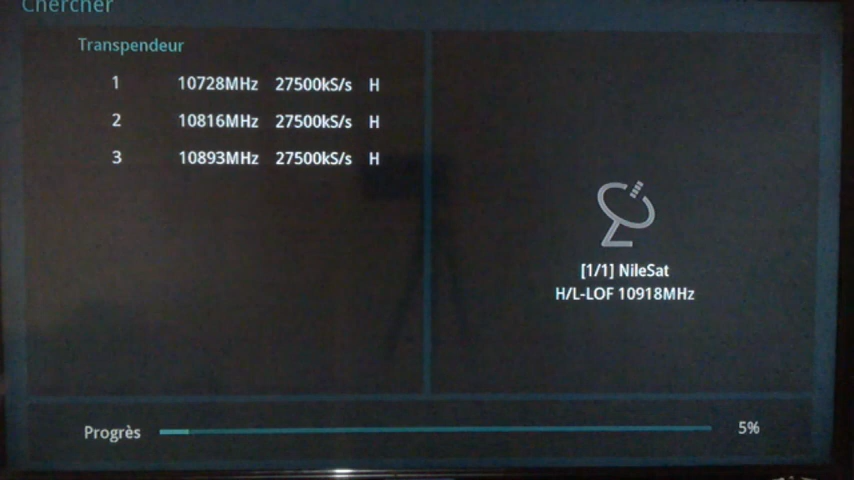 Chercher
Transpendeur
1 10728MHz 27500kS/s H
2 10816MHz 27500kS/s H
3 10893MHz 27500kS/s H
[1/1] NileSat
H/L-LOF 10918MHz
Progrès 5%